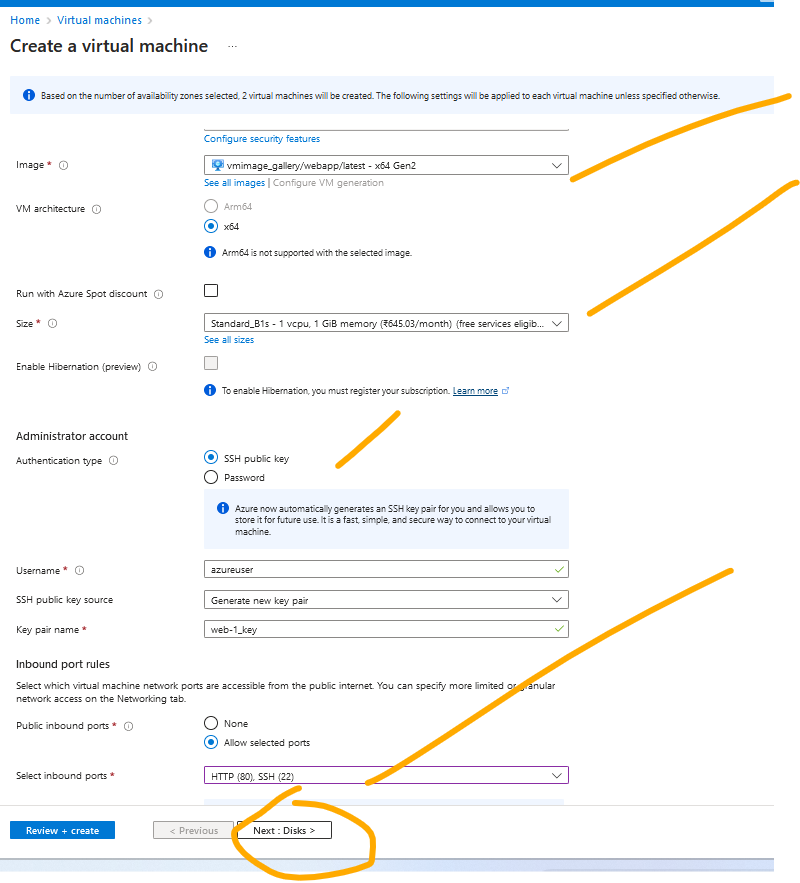 Home > Virtual machines >
Create a virtual machine ...
Based on the number of availability zones selected, 2 virtual machines will be created. The following settings will be applied to each virtual machine unless specified otherwise.
Configure security features
Image * vmimage_gallery/webapp/latest - x64 Gen2
See all images | Configure VM generation
VM architecture Arm64
x64
Arm64 is not supported with the selected image.
Run with Azure Spot discount
Size * Standard_B1s - 1 vcpu, 1 GiB memory (₹645.03/month) (free services eligib...
See all sizes
Enable Hibernation (preview)
To enable Hibernation, you must register your subscription. Learn more
Administrator account
Authentication type SSH public key
Password
Azure now automatically generates an SSH key pair for you and allows you to
store it for future use. It is a fast, simple, and secure way to connect to your virtual
machine.
Username * azureuser
SSH public key source Generate new key pair
Key pair name * web-1_key
Inbound port rules
Select which virtual machine network ports are accessible from the public internet. You can specify more limited or granular
network access on the Networking tab.
Public inbound ports * None
Allow selected ports
Select inbound ports * HTTP (80), SSH (22)
Review + create < Previous Next : Disks >